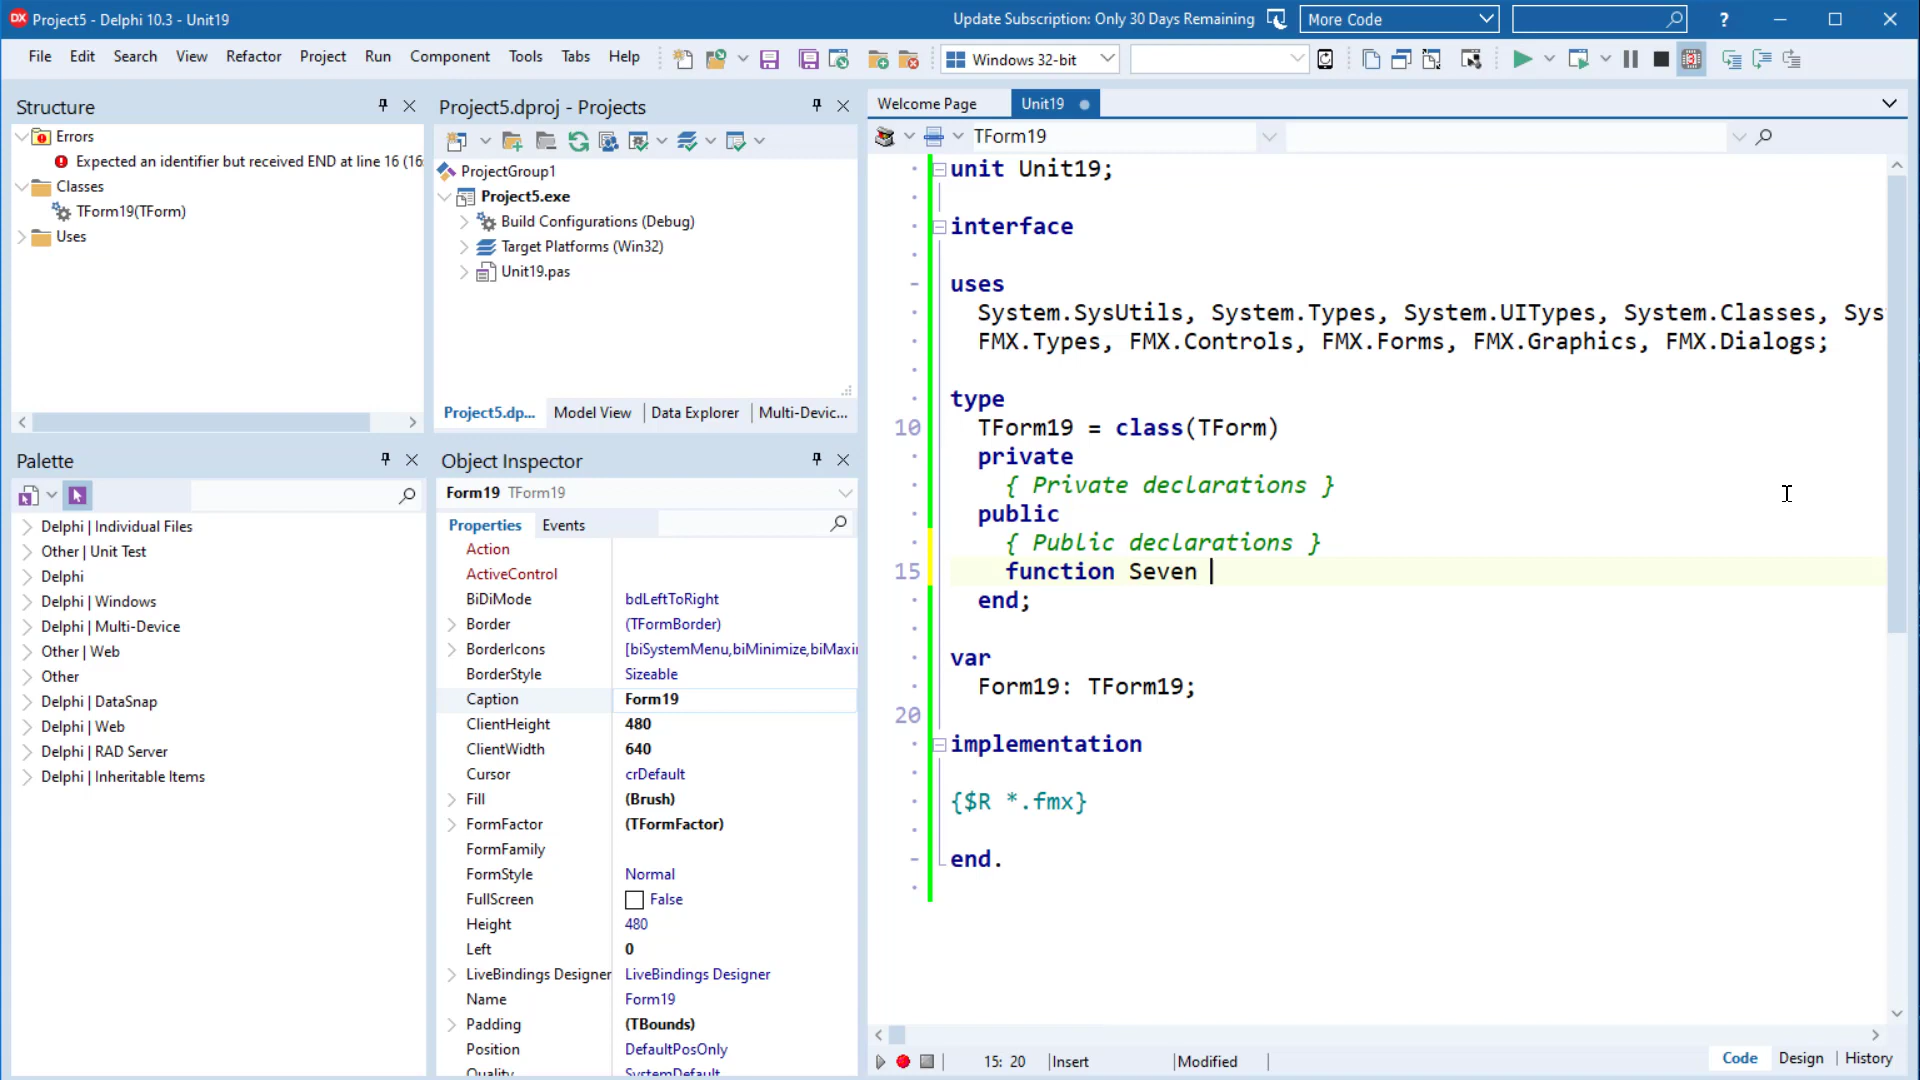 DX Project5 - Delphi 10.3 - Unit19
Update Subscription: Only 30 Days Remaining
More Code
?
File Edit Search View Refactor Project Run Component Tools Tabs Help
Windows 32-bit
Structure
Errors
Expected an identifier but received END at line 16 (16
Classes
TForm19(TForm)
Uses
Project5.dproj - Projects
ProjectGroup1
Project5.exe
Build Configurations (Debug)
Target Platforms (Win32)
Unit19.pas
Project5.dp... Model View Data Explorer Multi-Devic...
Palette
Delphi | Individual Files
Other | Unit Test
Delphi
Delphi | Windows
Delphi | Multi-Device
Other | Web
Other
Delphi | DataSnap
Delphi | Web
Delphi | RAD Server
Delphi | Inheritable Items
Object Inspector
Form19 TForm19
Properties Events
Action
ActiveControl
BiDiMode bdLeftToRight
Border (TFormBorder)
BorderIcons [biSystemMenu,biMinimize,biMaxi
BorderStyle Sizeable
Caption Form19
ClientHeight 480
ClientWidth 640
Cursor crDefault
Fill (Brush)
FormFactor (TFormFactor)
FormFamily
FormStyle Normal
FullScreen False
Height 480
Left 0
LiveBindings Designer LiveBindings Designer
Name Form19
Padding (TBounds)
Position DefaultPosOnly
Quality SystemDefault
Welcome Page Unit19
TForm19
unit Unit19;
interface
uses
System.SysUtils, System.Types, System.UITypes, System.Classes, Sys
FMX.Types, FMX.Controls, FMX.Forms, FMX.Graphics, FMX.Dialogs;
type
10 TForm19 = class(TForm)
private
{ Private declarations }
public
{ Public declarations }
15 function Seven
end;
var
Form19: TForm19;
20
implementation
{$R *.fmx}
end.
15: 20 Insert Modified
Code Design History